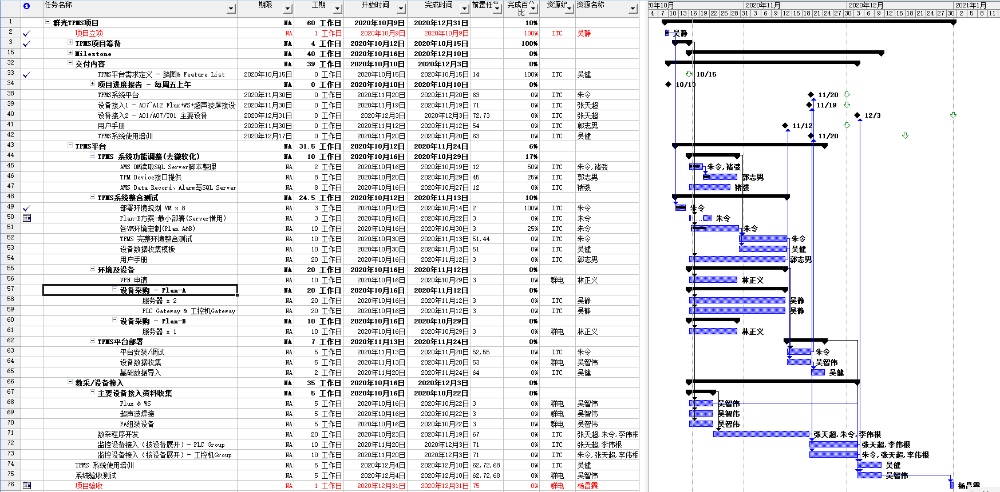 任务名称 期限 工期 开始时间 完成时间 前置任务 完成百分比 资源组 资源名称
20年10月 2020年11月 2020年12月 2021年1月
4 7 10 13 16 19 22 25 28 31 3 6 9 12 15 18 21 24 27 30 3 6 9 12 15 18 21 24 27 30 2 5 8 11
1 群光TPMS项目 NA 60 工作日 2020年10月9日 2020年12月31日 10%
2 项目立项 NA 1 工作日 2020年10月9日 2020年10月9日 100% ITC 吴静 吴静
3 TPMS项目筹备 NA 4 工作日 2020年10月12日 2020年10月15日 100%
15 Milestone NA 40 工作日 2020年10月16日 2020年12月10日 0%
32 交付内容 NA 39 工作日 2020年10月10日 2020年12月3日 0%
33 TPMS平台需求定义 - 脑图& Feature List 2020年10月15日 0 工作日 2020年10月15日 2020年10月15日 14 100% ITC 吴健 10/15
34 项目进度报告 - 每周五上午 NA 0 工作日 2020年10月10日 2020年10月10日 0% 10/10
38 TPMS系统平台 2020年11月30日 0 工作日 2020年11月20日 2020年11月20日 63 0% ITC 朱令 11/20
39 设备接入1 - A07~A12 Flux+WS+超声波焊接设 2020年11月30日 0 工作日 2020年11月19日 2020年11月19日 71 0% ITC 张天超 11/19
40 设备接入2 - A01/A07/T01 主要设备 2020年12月31日 0 工作日 2020年12月3日 2020年12月3日 72,73 0% ITC 张天超 12/3
41 用户手册 2020年11月30日 0 工作日 2020年11月12日 2020年11月12日 54 0% ITC 郭志男 11/12
42 TPMS系统使用培训 2020年12月17日 0 工作日 2020年11月20日 2020年11月20日 63 0% ITC 吴健 11/20
43 TPMS平台 NA 31.5 工作日 2020年10月12日 2020年11月24日 6%
44 TPMS 系统功能调整(去微软化) NA 10 工作日 2020年10月16日 2020年10月29日 17%
45 AMS DM读取SQL Server脚本整理 NA 2 工作日 2020年10月16日 2020年10月19日 12 50% ITC 朱令,褚弢 朱令,褚弢
46 TPM Device接口提供 NA 8 工作日 2020年10月20日 2020年10月29日 45 25% ITC 郭志男 郭志男
47 AMS Data Record、Alarm写SQL Server NA 8 工作日 2020年10月16日 2020年10月27日 12 0% ITC 褚弢 褚弢
48 TPMS系统整合测试 NA 24.5 工作日 2020年10月12日 2020年11月13日 10%
49 部署环境规划 VM x 8 NA 3 工作日 2020年10月12日 2020年10月14日 2 100% ITC 朱令 朱令
50 Plan-B方案-最小部署(Server借用) NA 3 工作日 2020年10月16日 2020年10月22日 3 0% ITC 朱令 ... 朱令
51 各VM环境定制(Plan A&B) NA 10 工作日 2020年10月16日 2020年10月30日 3 25% ITC 朱令 朱令
52 TPMS 完整环境整合测试 NA 10 工作日 2020年10月30日 2020年11月13日 51,44 0% ITC 朱令 朱令
53 设备数据收集模板 NA 10 工作日 2020年10月30日 2020年11月13日 51 0% ITC 吴健 吴健
54 用户手册 NA 20 工作日 2020年10月16日 2020年11月12日 3 0% ITC 郭志男 郭志男
55 环境及设备 NA 20 工作日 2020年10月16日 2020年11月12日 0%
56 VPN 申请 NA 10 工作日 2020年10月16日 2020年10月29日 3 0% 群电 林正义 林正义
57 设备采购 - Plan-A NA 20 工作日 2020年10月16日 2020年11月12日 0%
58 服务器 x 2 NA 20 工作日 2020年10月16日 2020年11月12日 3 0% ITC 吴静 吴静
59 PLC Gateway & 工控机Gateway NA 20 工作日 2020年10月16日 2020年11月12日 3 0% ITC 吴静 吴静
60 设备采购 - Plan-B NA 10 工作日 2020年10月16日 2020年10月29日 0%
61 服务器 x 1 NA 10 工作日 2020年10月16日 2020年10月29日 3 0% 群电 林正义 林正义
62 TPMS平台部署 NA 7 工作日 2020年11月13日 2020年11月24日 0%
63 平台安装/调试 NA 5 工作日 2020年11月13日 2020年11月20日 52,55 0% ITC 朱令 朱令
64 设备数据收集 NA 5 工作日 2020年11月13日 2020年11月20日 53 0% 群电 吴智伟 吴智伟
65 基础数据导入 NA 2 工作日 2020年11月20日 2020年11月24日 64 0% ITC 吴健 吴健
66 数采/设备接入 NA 35 工作日 2020年10月16日 2020年12月3日 0%
67 主要设备接入资料收集 NA 5 工作日 2020年10月16日 2020年10月22日 0%
68 Flux & WS NA 5 工作日 2020年10月16日 2020年10月22日 3 0% 群电 吴智伟 吴智伟
69 超声波焊接 NA 5 工作日 2020年10月16日 2020年10月22日 3 0% 群电 吴智伟 吴智伟
70 FA组装设备 NA 5 工作日 2020年10月16日 2020年10月22日 3 0% 群电 吴智伟 吴智伟
71 数采程序开发 NA 20 工作日 2020年10月23日 2020年11月19日 67 0% ITC 张天超,朱令,李伟根 张天超,朱令,李伟根
72 监控设备接入（按设备展开）- PLC Group NA 10 工作日 2020年11月20日 2020年12月3日 71 0% ITC 张天超,李伟根 张天超,李伟根
73 监控设备接入（按设备展开）- 工控机Group NA 10 工作日 2020年11月20日 2020年12月3日 71 0% ITC 朱令,张天超,李伟根 朱令,张天超,李伟根
74 TPMS 系统使用培训 NA 5 工作日 2020年12月4日 2020年12月10日 62,72,68 0% ITC 吴健 吴健
75 系统验收测试 NA 5 工作日 2020年12月4日 2020年12月10日 62,72,68 0% 群电 吴智伟 吴智伟
76 项目验收 NA 1 工作日 2020年12月31日 2020年12月31日 75 0% 群电 杨昌霖 杨昌霖